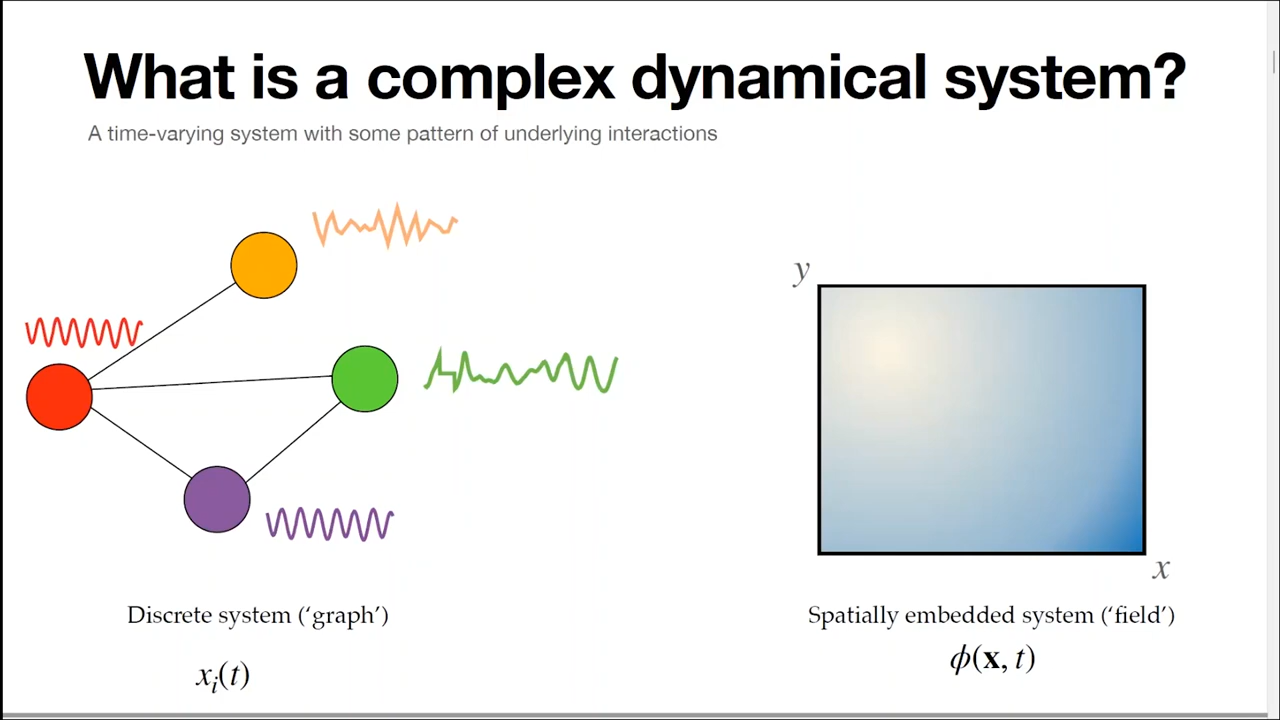 What is a complex dynamical system?
A time-varying system with some pattern of underlying interactions
y
x
Discrete system (‘graph’)
Spatially embedded system (‘field’)
xᵢ(t)
ϕ(𝐱, t)